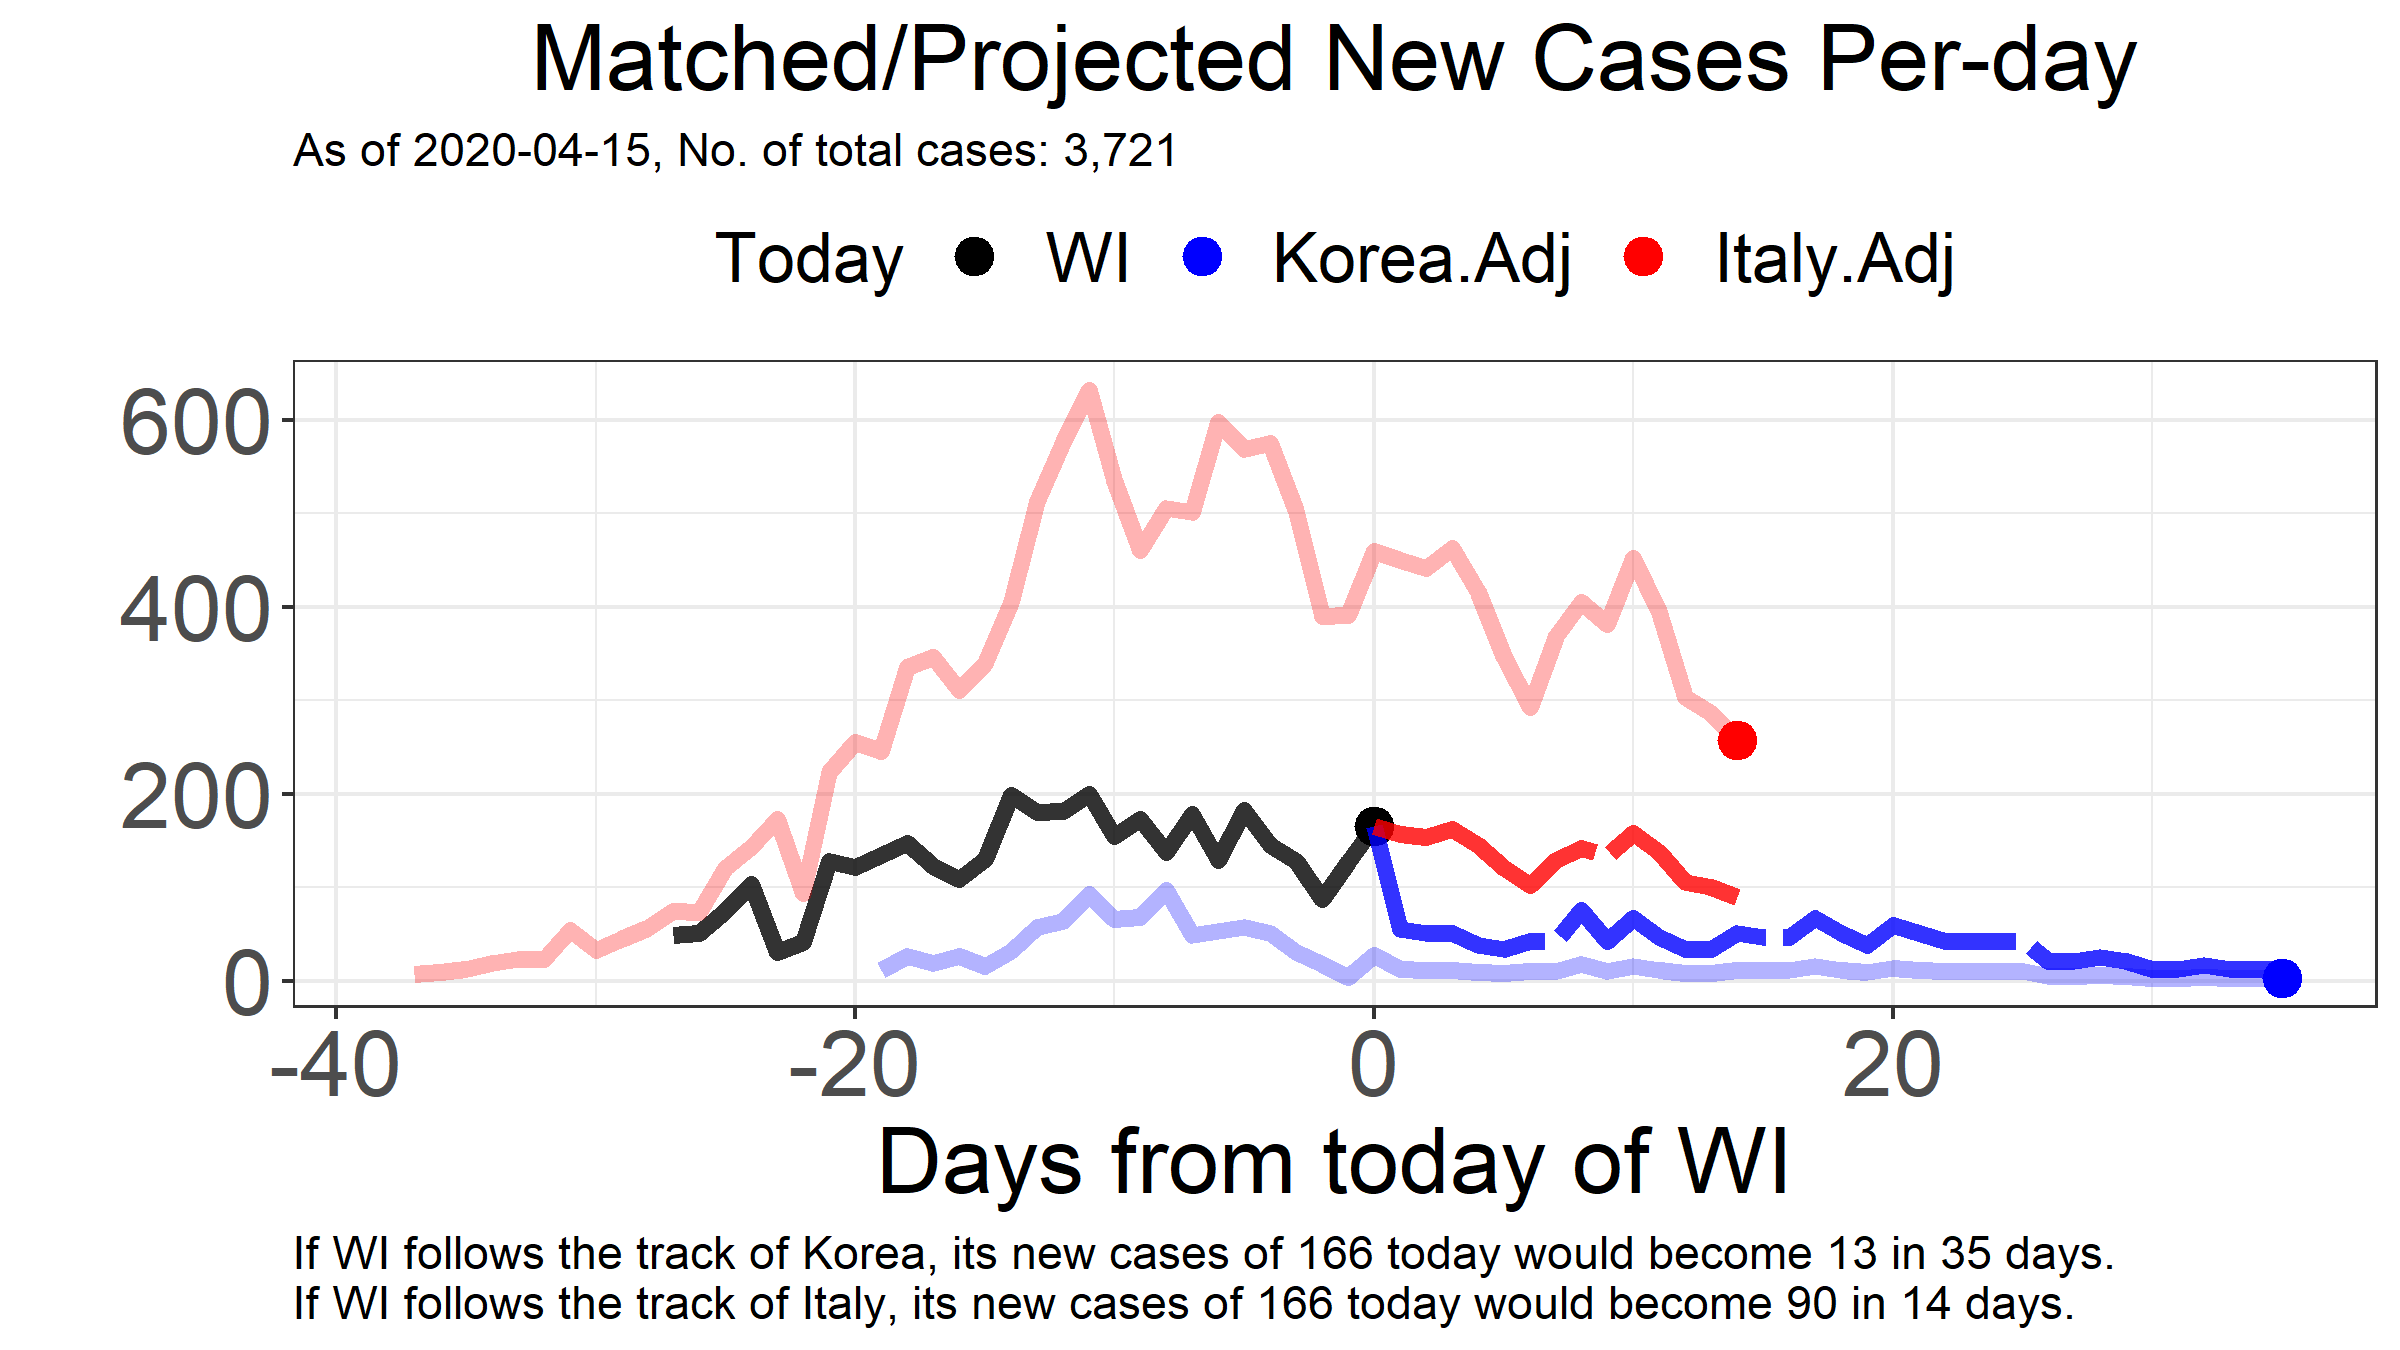 Matched/Projected New Cases Per-day
As of 2020-04-15, No. of total cases: 3,721
Today WI Korea.Adj Italy.Adj
600
400
200
0
-40 -20 0 20
Days from today of WI
If WI follows the track of Korea, its new cases of 166 today would become 13 in 35 days.
If WI follows the track of Italy, its new cases of 166 today would become 90 in 14 days.